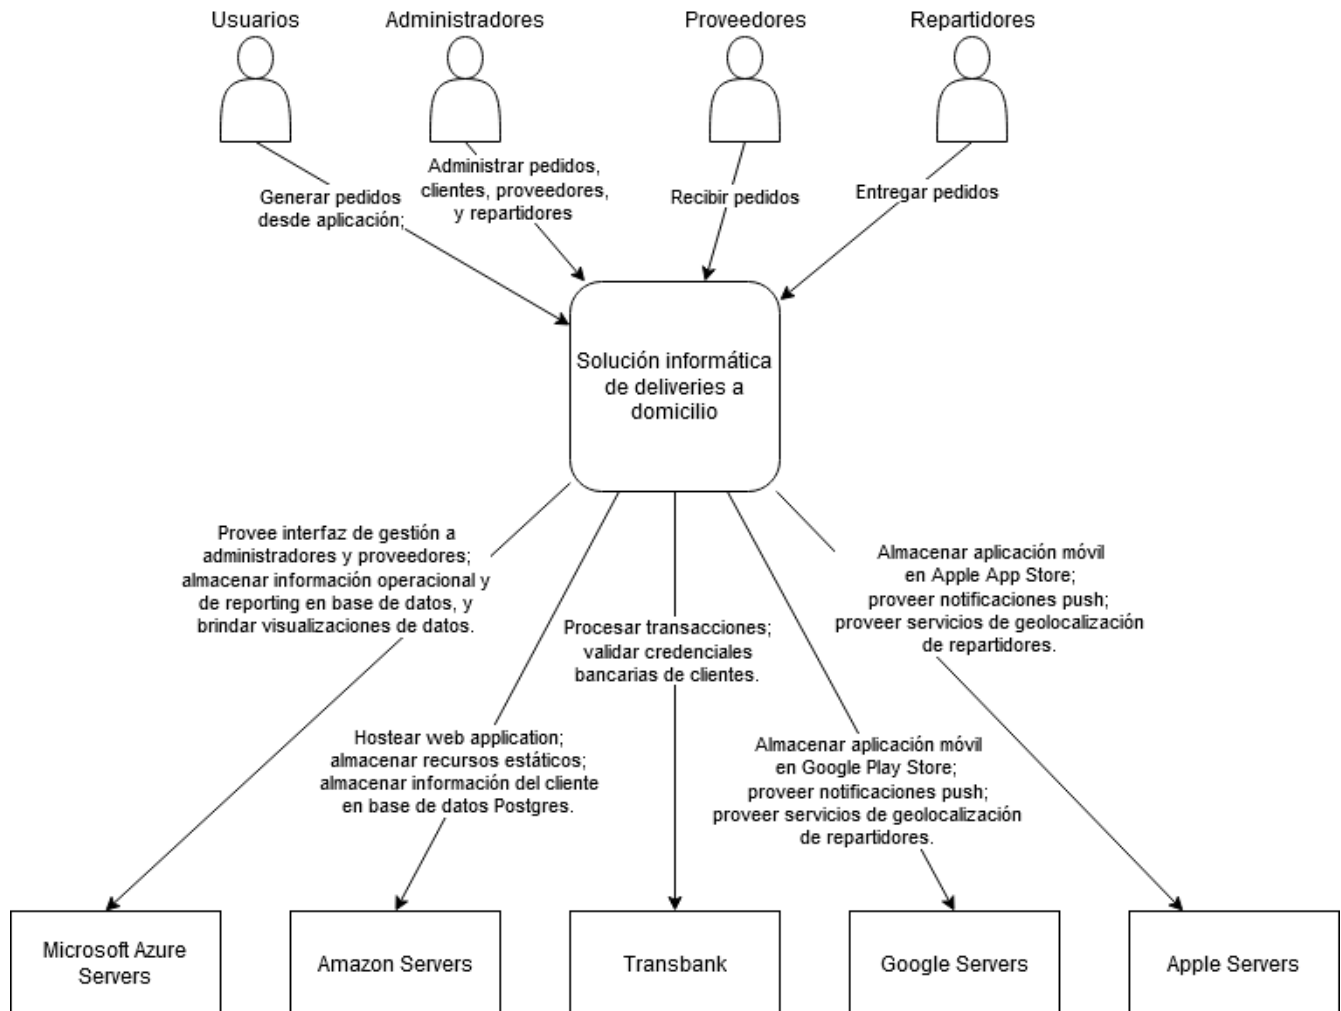 Usuarios
Administradores
Proveedores
Repartidores
Generar pedidos
desde aplicación;
Administrar pedidos,
clientes, proveedores,
y repartidores
Recibir pedidos
Entregar pedidos
Solución informática
de deliveries a
domicilio
Provee interfaz de gestión a
administradores y proveedores;
almacenar información operacional y
de reporting en base de datos, y
brindar visualizaciones de datos.
Hostear web application;
almacenar recursos estáticos;
almacenar información del cliente
en base de datos Postgres.
Procesar transacciones;
validar credenciales
bancarias de clientes.
Almacenar aplicación móvil
en Google Play Store;
proveer notificaciones push;
proveer servicios de geolocalización
de repartidores.
Almacenar aplicación móvil
en Apple App Store;
proveer notificaciones push;
proveer servicios de geolocalización
de repartidores.
Microsoft Azure
Servers
Amazon Servers
Transbank
Google Servers
Apple Servers